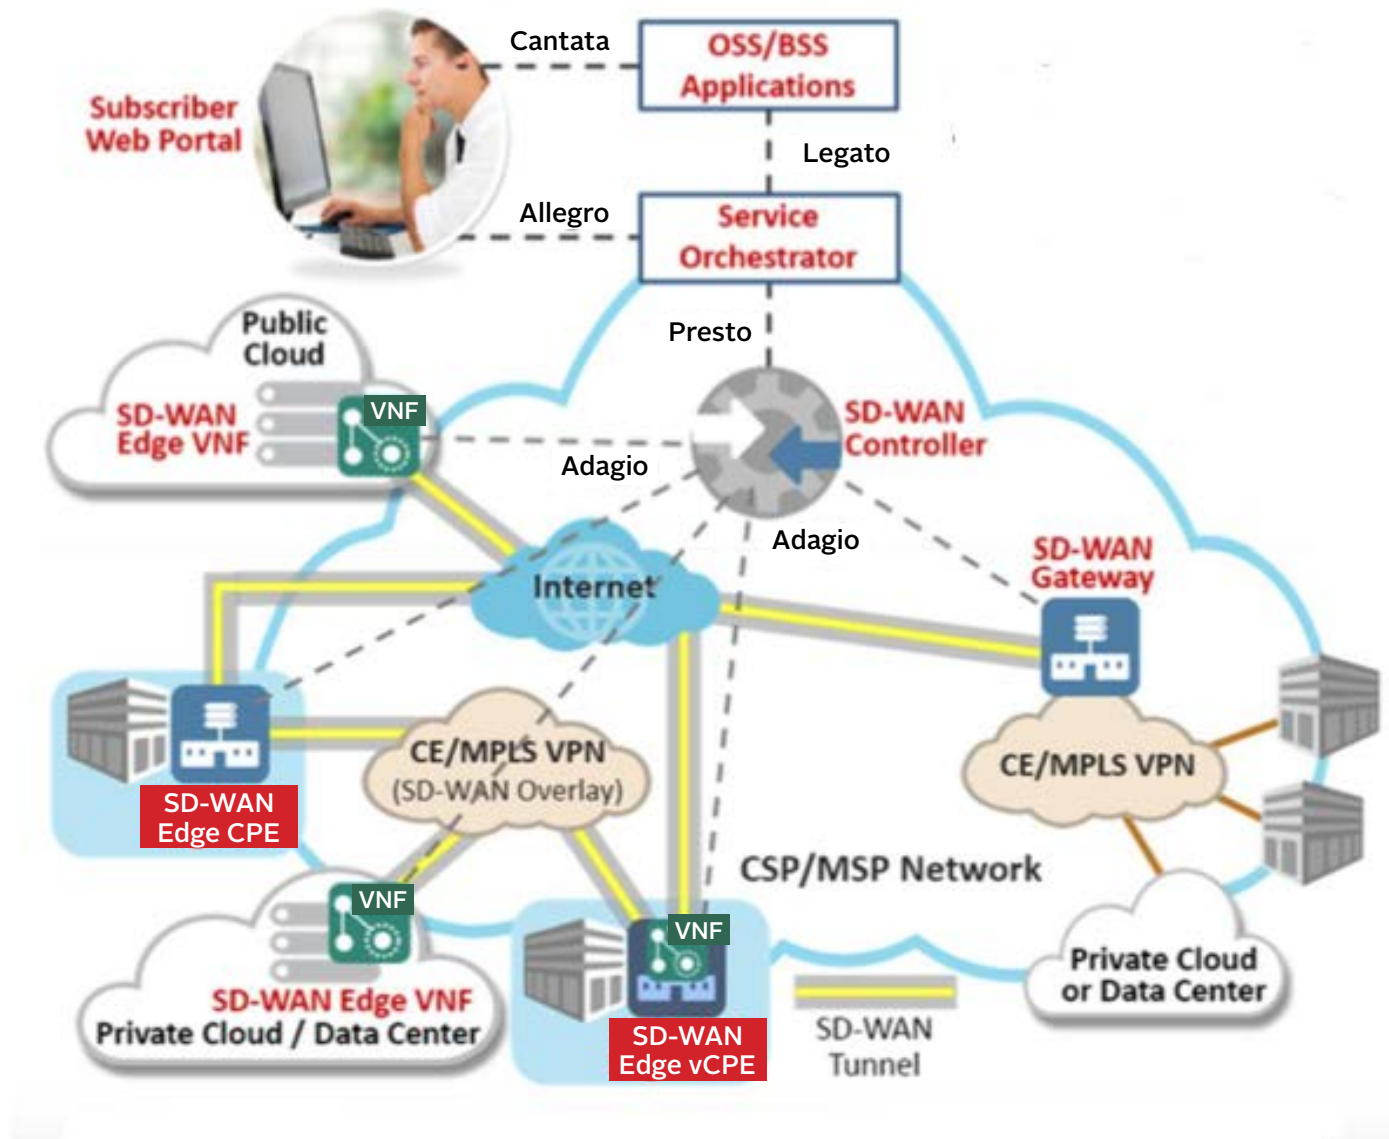 Cantata
OSS/BSS
Applications
Subscriber
Web Portal
Legato
Allegro
Service
Orchestrator
Presto
Public
Cloud
SD-WAN
Edge VNF
VNF
SD-WAN
Controller
Adagio
Adagio
SD-WAN
Gateway
Internet
CE/MPLS VPN
(SD-WAN Overlay)
CE/MPLS VPN
SD-WAN
Edge CPE
CSP/MSP Network
VNF
VNF
SD-WAN Edge VNF
Private Cloud / Data Center
SD-WAN
Edge vCPE
SD-WAN
Tunnel
Private Cloud
or Data Center